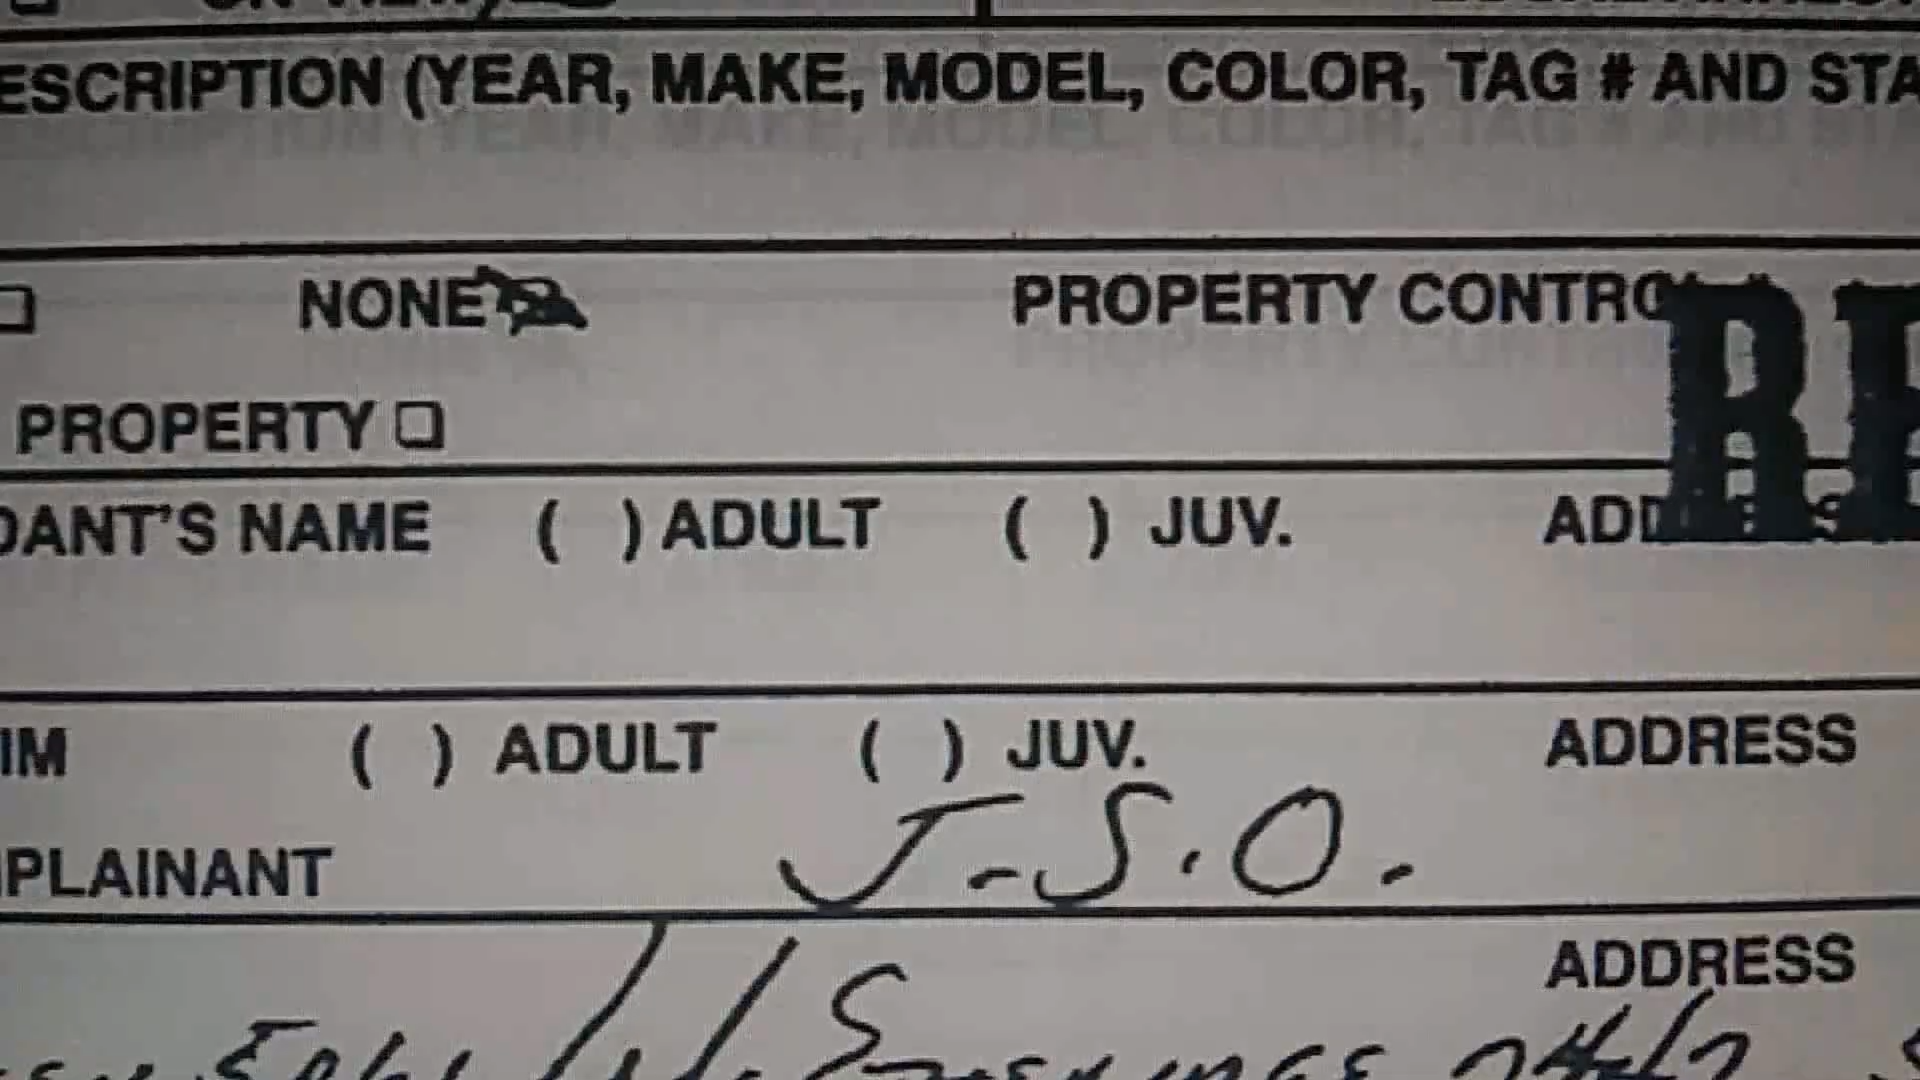 ESCRIPTION (YEAR, MAKE, MODEL, COLOR, TAG # AND STA
NONE PROPERTY CONTRO
PROPERTY
DANT'S NAME ( ) ADULT ( ) JUV. ADDRESS
IM ( ) ADULT ( ) JUV. ADDRESS
PLAINANT J.S.O.
ADDRESS